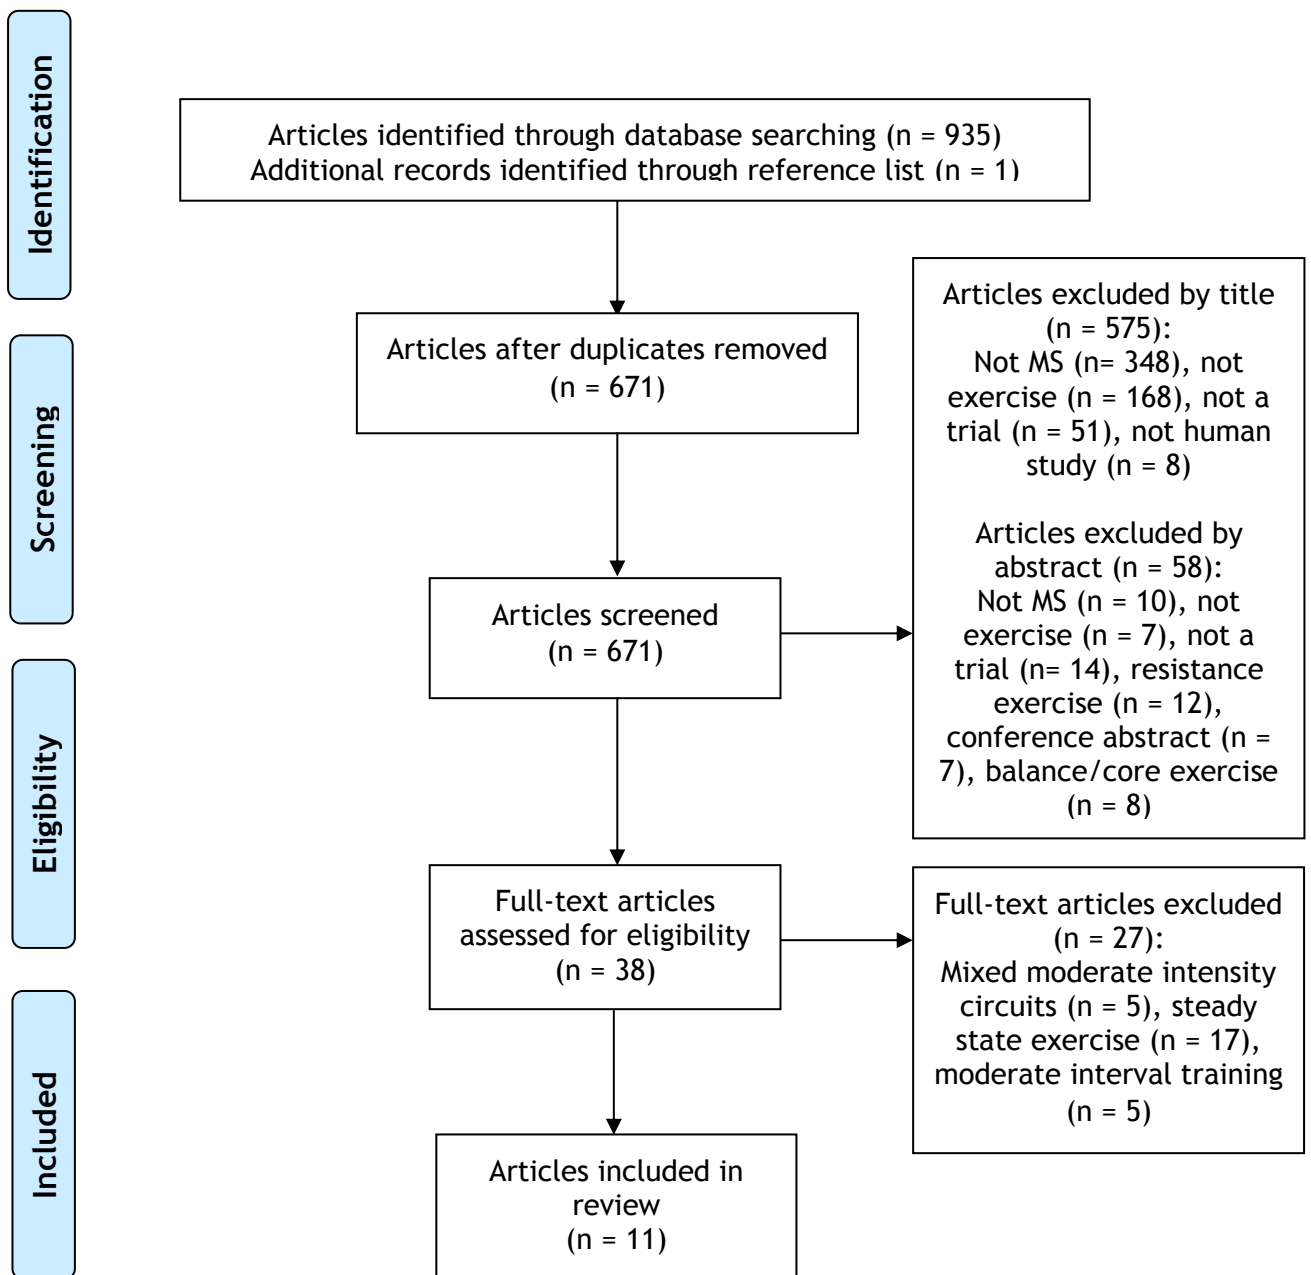 Identification
Articles identified through database searching (n = 935)
Additional records identified through reference list (n = 1)
Articles excluded by title
(n = 575):
Not MS (n= 348), not
exercise (n = 168), not a
trial (n = 51), not human
study (n = 8)
Articles excluded by
abstract (n = 58):
Not MS (n = 10), not
exercise (n = 7), not a
trial (n= 14), resistance
exercise (n = 12),
conference abstract (n =
7), balance/core exercise
(n = 8)
Screening
Articles after duplicates removed
(n = 671)
Articles screened
(n = 671)
Eligibility
Full-text articles
assessed for eligibility
(n = 38)
Full-text articles excluded
(n = 27):
Mixed moderate intensity
circuits (n = 5), steady
state exercise (n = 17),
moderate interval training
(n = 5)
Included
Articles included in
review
(n = 11)